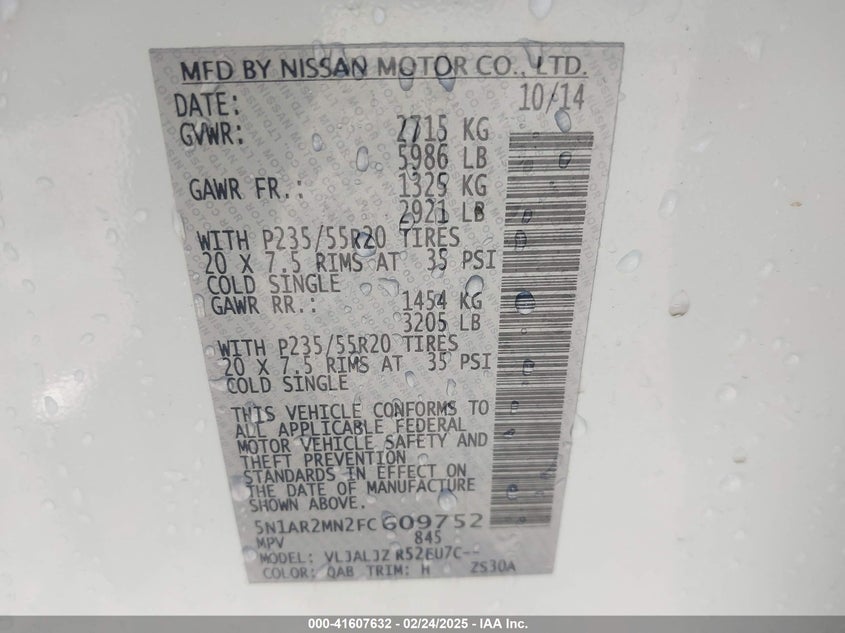 MFD BY NISSAN MOTOR CO., LTD.
DATE: 10/14
GVWR: 2715 KG
5986 LB
GAWR FR.: 1325 KG
2921 LB
WITH P235/55R20 TIRES
20 X 7.5 RIMS AT 35 PSI
COLD SINGLE
GAWR RR.: 1454 KG
3205 LB
WITH P235/55R20 TIRES
20 X 7.5 RIMS AT 35 PSI
COLD SINGLE
THIS VEHICLE CONFORMS TO
ALL APPLICABLE FEDERAL
MOTOR VEHICLE SAFETY AND
THEFT PREVENTION
STANDARDS IN EFFECT ON
THE DATE OF MANUFACTURE
SHOWN ABOVE.
5N1AR2MN2FC609752
MPV 845
MODEL: VLJALJZ R52EU7C--
COLOR: QAB TRIM: H ZS30A
000-41607632 - 02/24/2025 - IAA Inc.